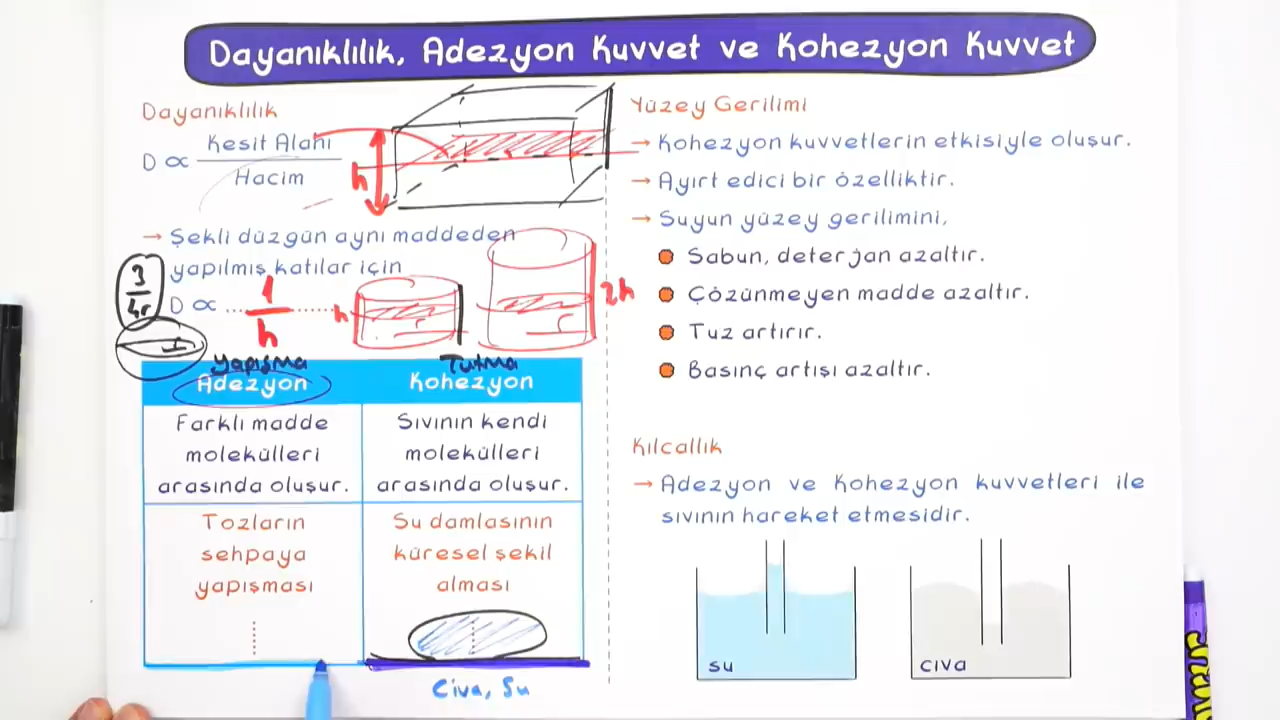 Dayanıklılık, Adezyon Kuvvet ve Kohezyon Kuvvet
Dayanıklılık
D ∝ Kesit Alanı
Hacim
h
→ Şekli düzgün aynı maddeden
yapılmış katılar için
3
4r
D ∝ ......1......
h
h
r
r
2h
r
Yapışma
Tutma
Adezyon
Kohezyon
Farklı madde
molekülleri
arasında oluşur.
Sıvının kendi
molekülleri
arasında oluşur.
Tozların
sehpaya
yapışması
Su damlasının
küresel şekil
alması
Civa, Su
Yüzey Gerilimi
→ Kohezyon kuvvetlerin etkisiyle oluşur.
→ Ayırt edici bir özelliktir.
→ Suyun yüzey gerilimini,
Sabun, deterjan azaltır.
Çözünmeyen madde azaltır.
Tuz artırır.
Basınç artışı azaltır.
Kılcallık
→ Adezyon ve Kohezyon kuvvetleri ile
sıvının hareket etmesidir.
su
cıva